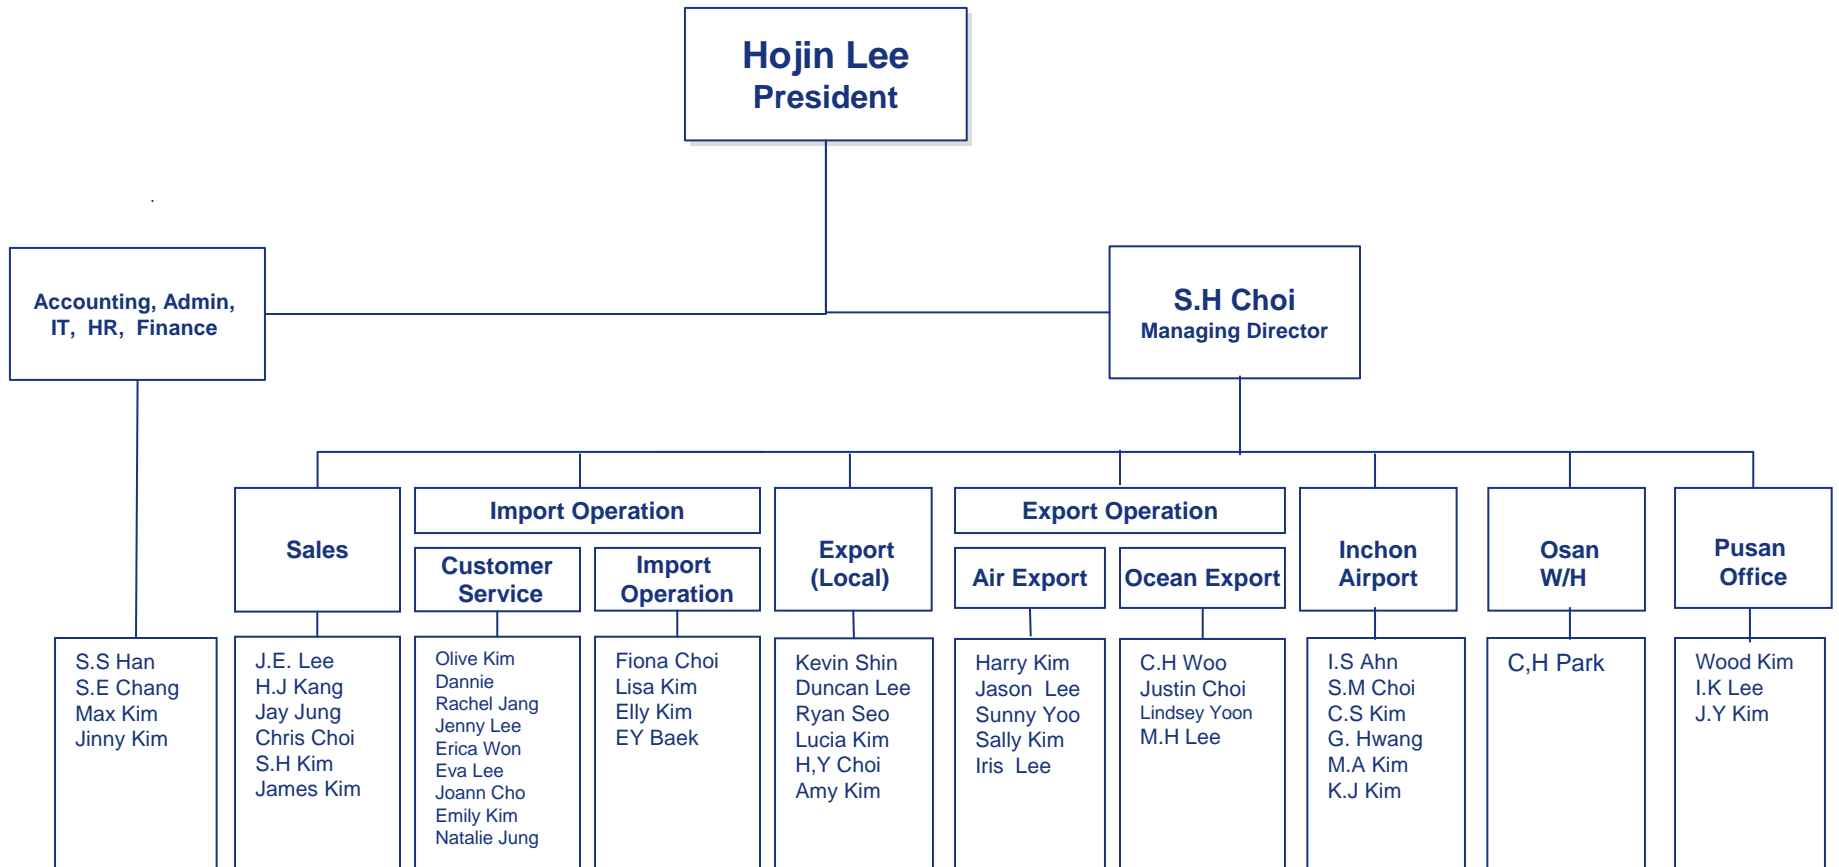 Hojin Lee
President
Accounting, Admin,
IT, HR, Finance
S.H Choi
Managing Director
Sales
Import Operation
Customer
Service
Import
Operation
Export
(Local)
Export Operation
Air Export
Ocean Export
Inchon
Airport
Osan
W/H
Pusan
Office
S.S Han
S.E Chang
Max Kim
Jinny Kim
J.E. Lee
H.J Kang
Jay Jung
Chris Choi
S.H Kim
James Kim
Olive Kim
Dannie
Rachel Jang
Jenny Lee
Erica Won
Eva Lee
Joann Cho
Emily Kim
Natalie Jung
Fiona Choi
Lisa Kim
Elly Kim
EY Baek
Kevin Shin
Duncan Lee
Ryan Seo
Lucia Kim
H,Y Choi
Amy Kim
Harry Kim
Jason Lee
Sunny Yoo
Sally Kim
Iris Lee
C.H Woo
Justin Choi
Lindsey Yoon
M.H Lee
I.S Ahn
S.M Choi
C.S Kim
G. Hwang
M.A Kim
K.J Kim
C,H Park
Wood Kim
I.K Lee
J.Y Kim